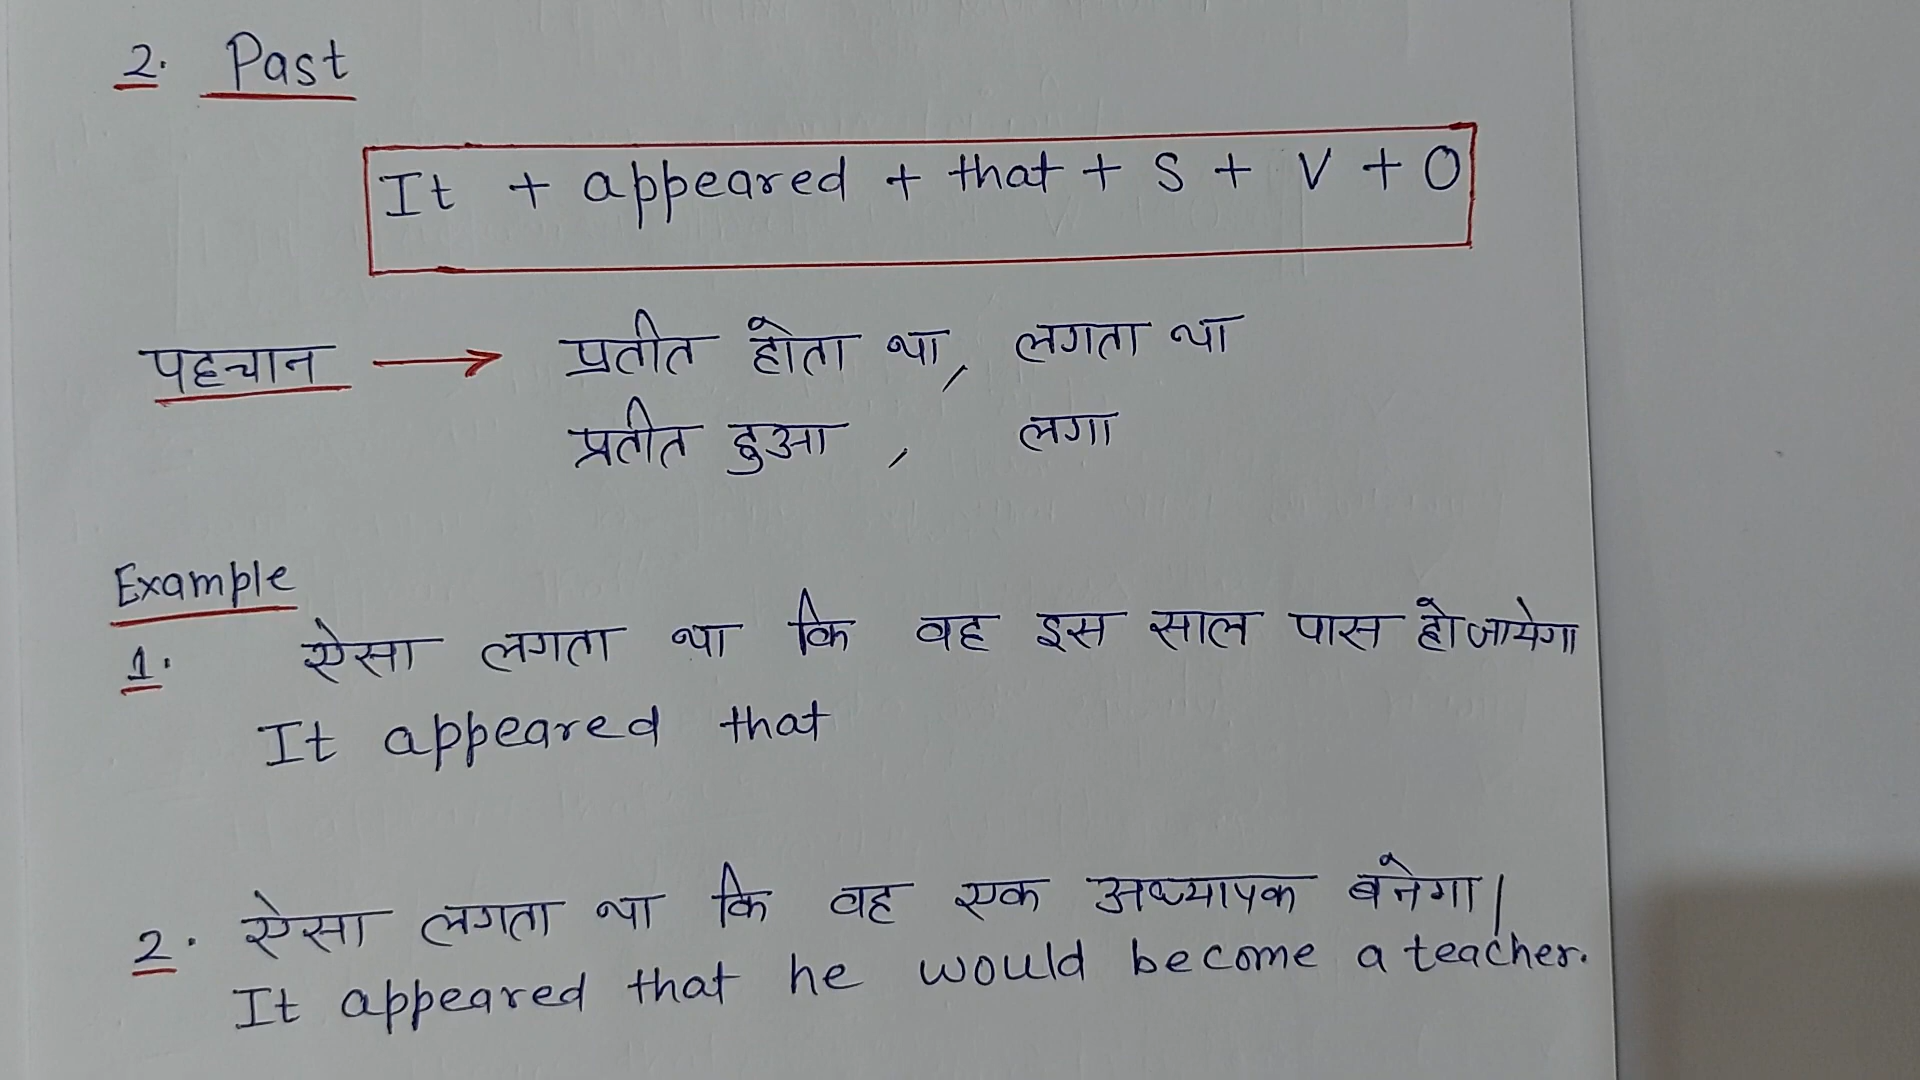 2. Past
It + appeared + that + S + V + O
पहचान → प्रतीत होता था, लगता था
प्रतीत हुआ , लगा
Example
1. ऐसा लगता था कि वह इस साल पास हो जायेगा
It appeared that
2. ऐसा लगता था कि वह एक अध्यापक बनेगा।
It appeared that he would become a teacher.